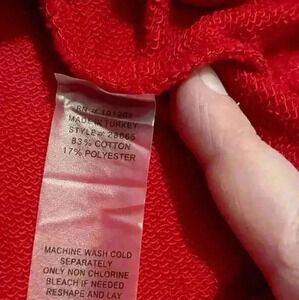 RN #
MADE IN TURKEY
STYLE# 28065
83% COTTON
17% POLYESTER
MACHINE WASH COLD
SEPARATELY
ONLY NON CHLORINE
BLEACH IF NEEDED
RESHAPE AND LAY